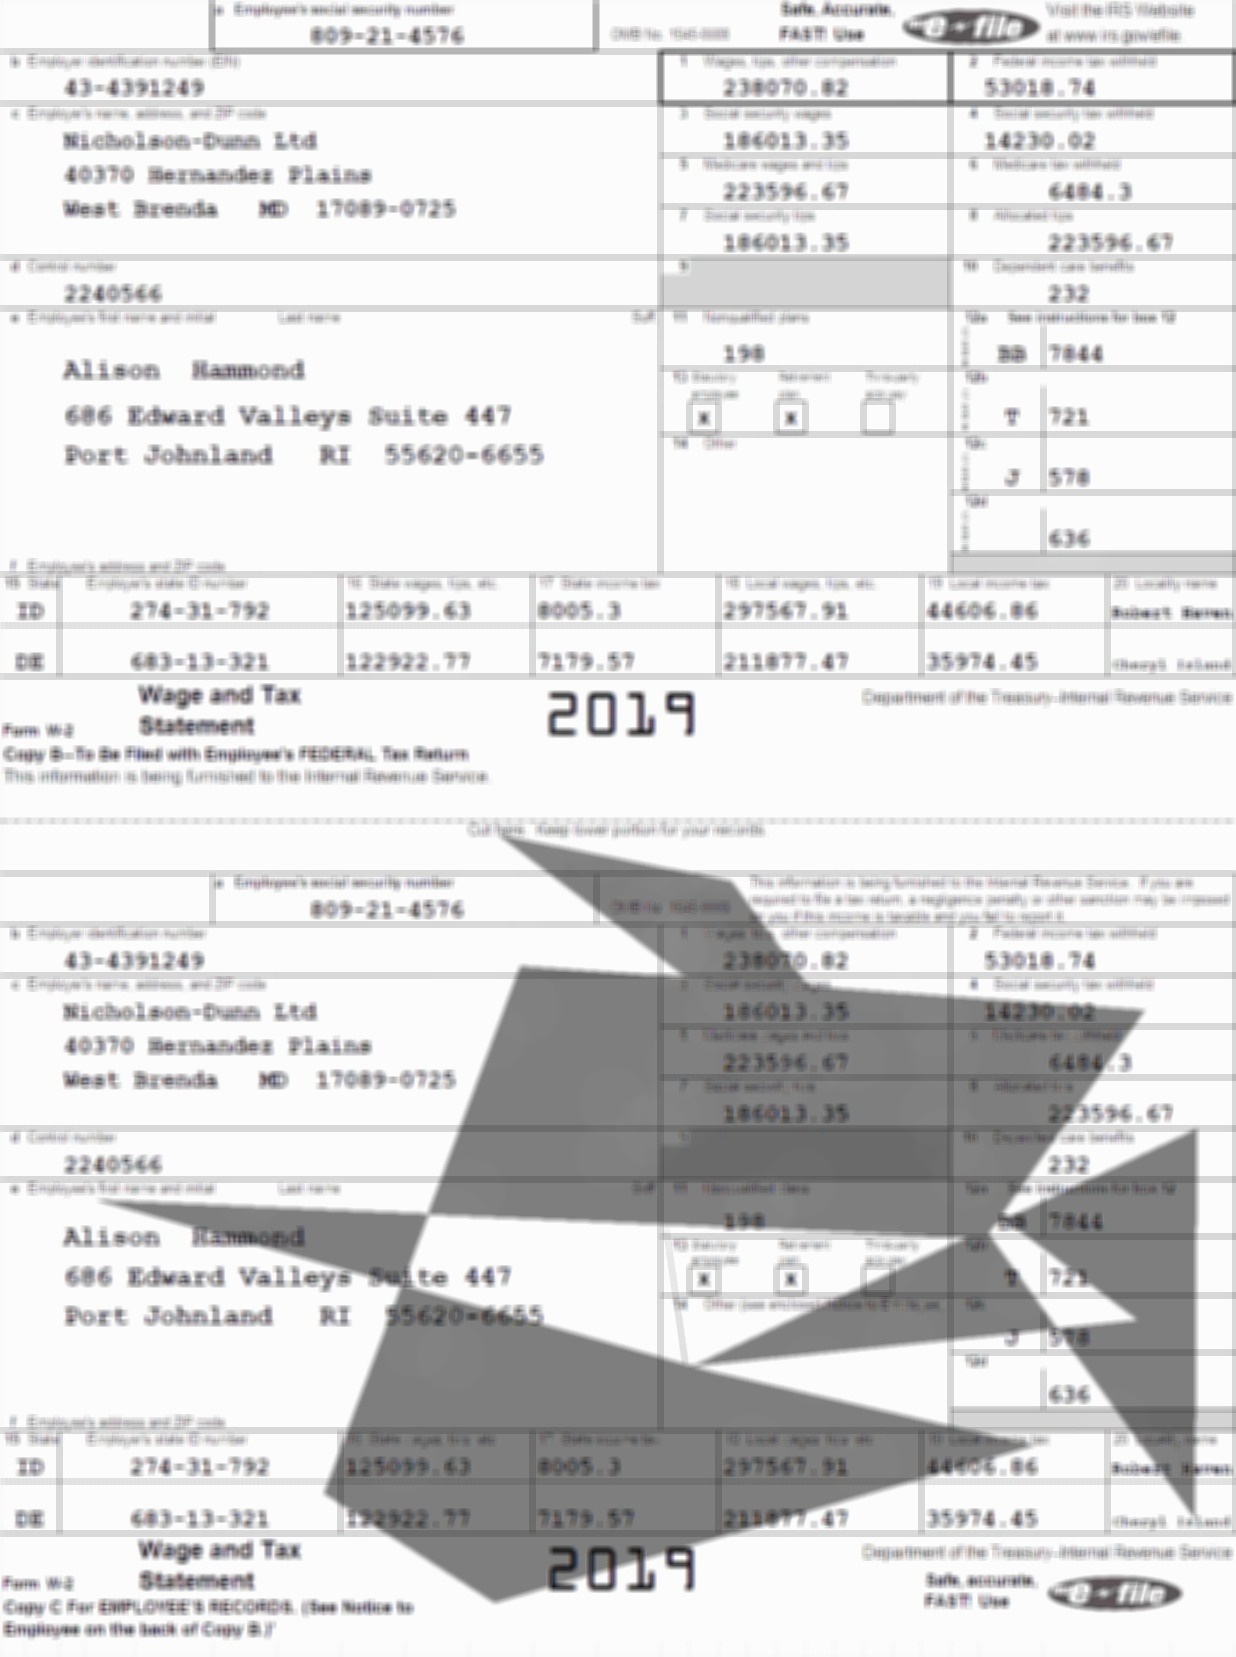 a Employee's social security number
809-21-4576
OMB No. 1545-0008
Safe, Accurate,
FAST! Use
e-file
Visit the IRS Website
at www.irs.gov/efile
b Employer identification number (EIN)
43-4391249
1 Wages, tips, other compensation
238070.82
2 Federal income tax withheld
53018.74
c Employer's name, address, and ZIP code
Nicholson-Dunn Ltd
40370 Hernandez Plains
West Brenda MD 17089-0725
3 Social security wages
186013.35
4 Social security tax withheld
14230.02
5 Medicare wages and tips
223596.67
6 Medicare tax withheld
6484.3
7 Social security tips
186013.35
8 Allocated tips
223596.67
d Control number
2240566
9
10 Dependent care benefits
232
e Employee's first name and initial Last name Suff.
Alison Hammond
686 Edward Valleys Suite 447
Port Johnland RI 55620-6655
11 Nonqualified plans
198
12a See instructions for box 12
BB 7844
13 Statutory employee Retirement plan Third-party sick pay
X X
12b
T 721
14 Other
12c
J 578
12d
636
f Employee's address and ZIP code
15 State Employer's state ID number 16 State wages, tips, etc. 17 State income tax 18 Local wages, tips, etc. 19 Local income tax 20 Locality name
ID 274-31-792 125099.63 8005.3 297567.91 44606.86 Robert Haven
DE 683-13-321 122922.77 7179.57 211877.47 35974.45 Cheryl Island
Form W-2
Wage and Tax
Statement
2019
Department of the Treasury-Internal Revenue Service
Copy B-To Be Filed with Employee's FEDERAL Tax Return
This information is being furnished to the Internal Revenue Service.
Cut here. Keep lower portion for your records.
a Employee's social security number
809-21-4576
OMB No. 1545-0008
This information is being furnished to the Internal Revenue Service. If you are
required to file a tax return, a negligence penalty or other sanction may be imposed
on you if this income is taxable and you fail to report it.
b Employer identification number
43-4391249
1 Wages, tips, other compensation
238070.82
2 Federal income tax withheld
53018.74
c Employer's name, address, and ZIP code
Nicholson-Dunn Ltd
40370 Hernandez Plains
West Brenda MD 17089-0725
3 Social security wages
186013.35
4 Social security tax withheld
14230.02
5 Medicare wages and tips
223596.67
6 Medicare tax withheld
6484.3
7 Social security tips
186013.35
8 Allocated tips
223596.67
d Control number
2240566
10 Dependent care benefits
232
e Employee's first name and initial Last name Suff.
Alison Hammond
686 Edward Valleys Suite 447
Port Johnland RI 55620-6655
11 Nonqualified plans
198
12a See instructions for box 12
BB 7844
13 Statutory employee Retirement plan Third-party sick pay
X X
12b
T 721
14 Other
12c
J 578
12d
636
f Employee's address and ZIP code
15 State Employer's state ID number 16 State wages, tips, etc. 17 State income tax 18 Local wages, tips, etc. 19 Local income tax 20 Locality name
ID 274-31-792 125099.63 8005.3 297567.91 44606.86 Robert Haven
DE 683-13-321 122922.77 7179.57 211877.47 35974.45 Cheryl Island
Form W-2
Wage and Tax
Statement
2019
Department of the Treasury-Internal Revenue Service
Safe, accurate,
FAST! Use
e-file
Copy C For EMPLOYEE'S RECORDS. (See Notice to
Employee on the back of Copy B.)